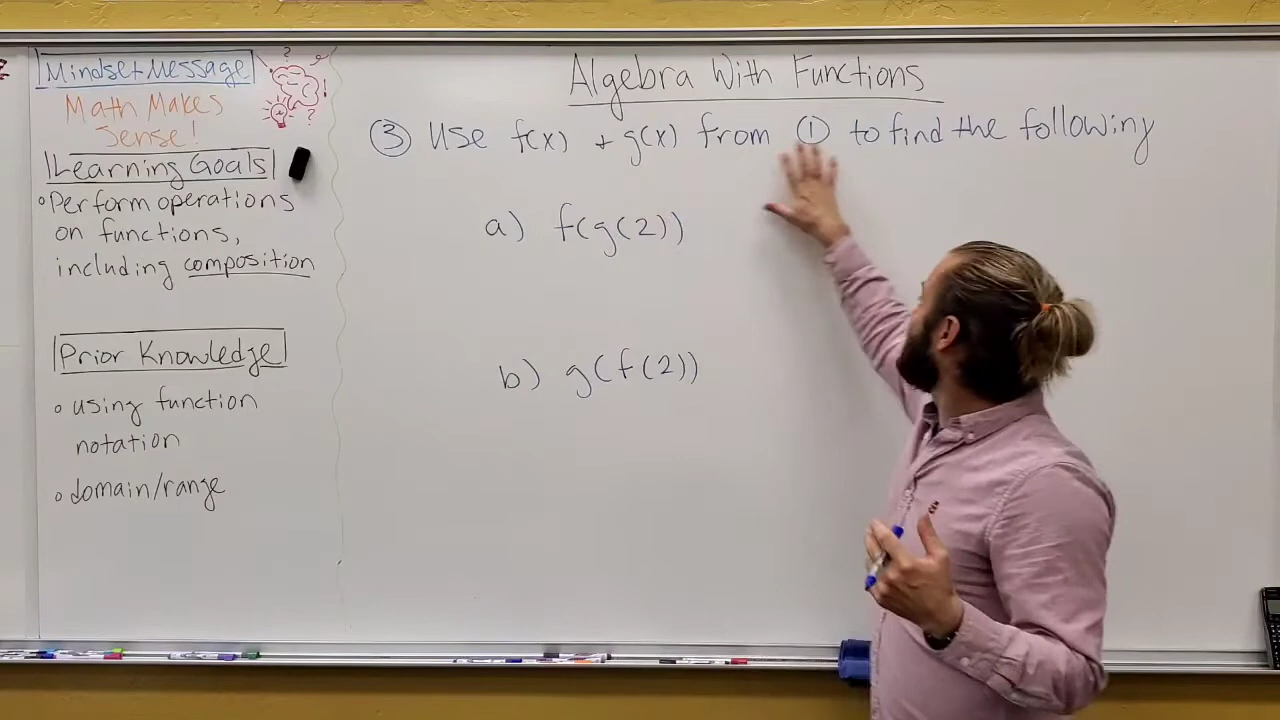 Mindset Message
Math Makes
Sense!
Learning Goals
Perform operations
on functions,
including composition
Prior Knowledge
using function
notation
domain/range
Algebra With Functions
③ Use f(x) + g(x) from ① to find the following
a) f(g(2))
b) g(f(2))
? ?